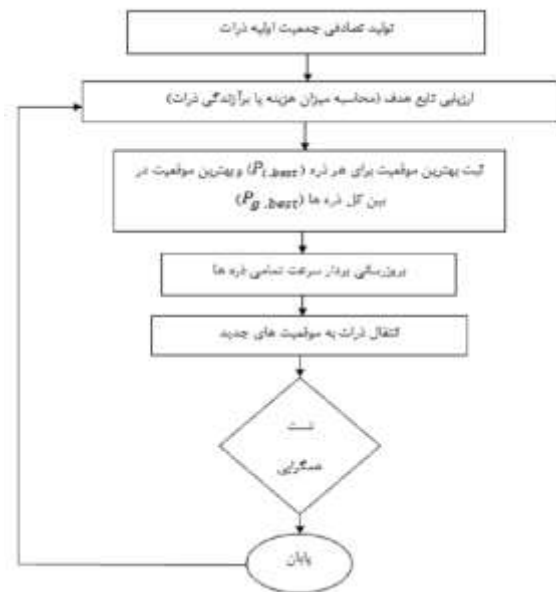 تولید تصادفی جمعیت اولیه ذرات
ارزیابی تابع هدف (محاسبه میزان هزینه یا برازندگی ذرات)
ثبت بهترین موقعیت برای هر ذره (P_{i,best}) و بهترین موقعیت در
بین کل ذره ها (P_{g,best})
بروزرسانی بردار سرعت تمامی ذره ها
انتقال ذرات به موقعیت های جدید
تست
همگرایی
پایان